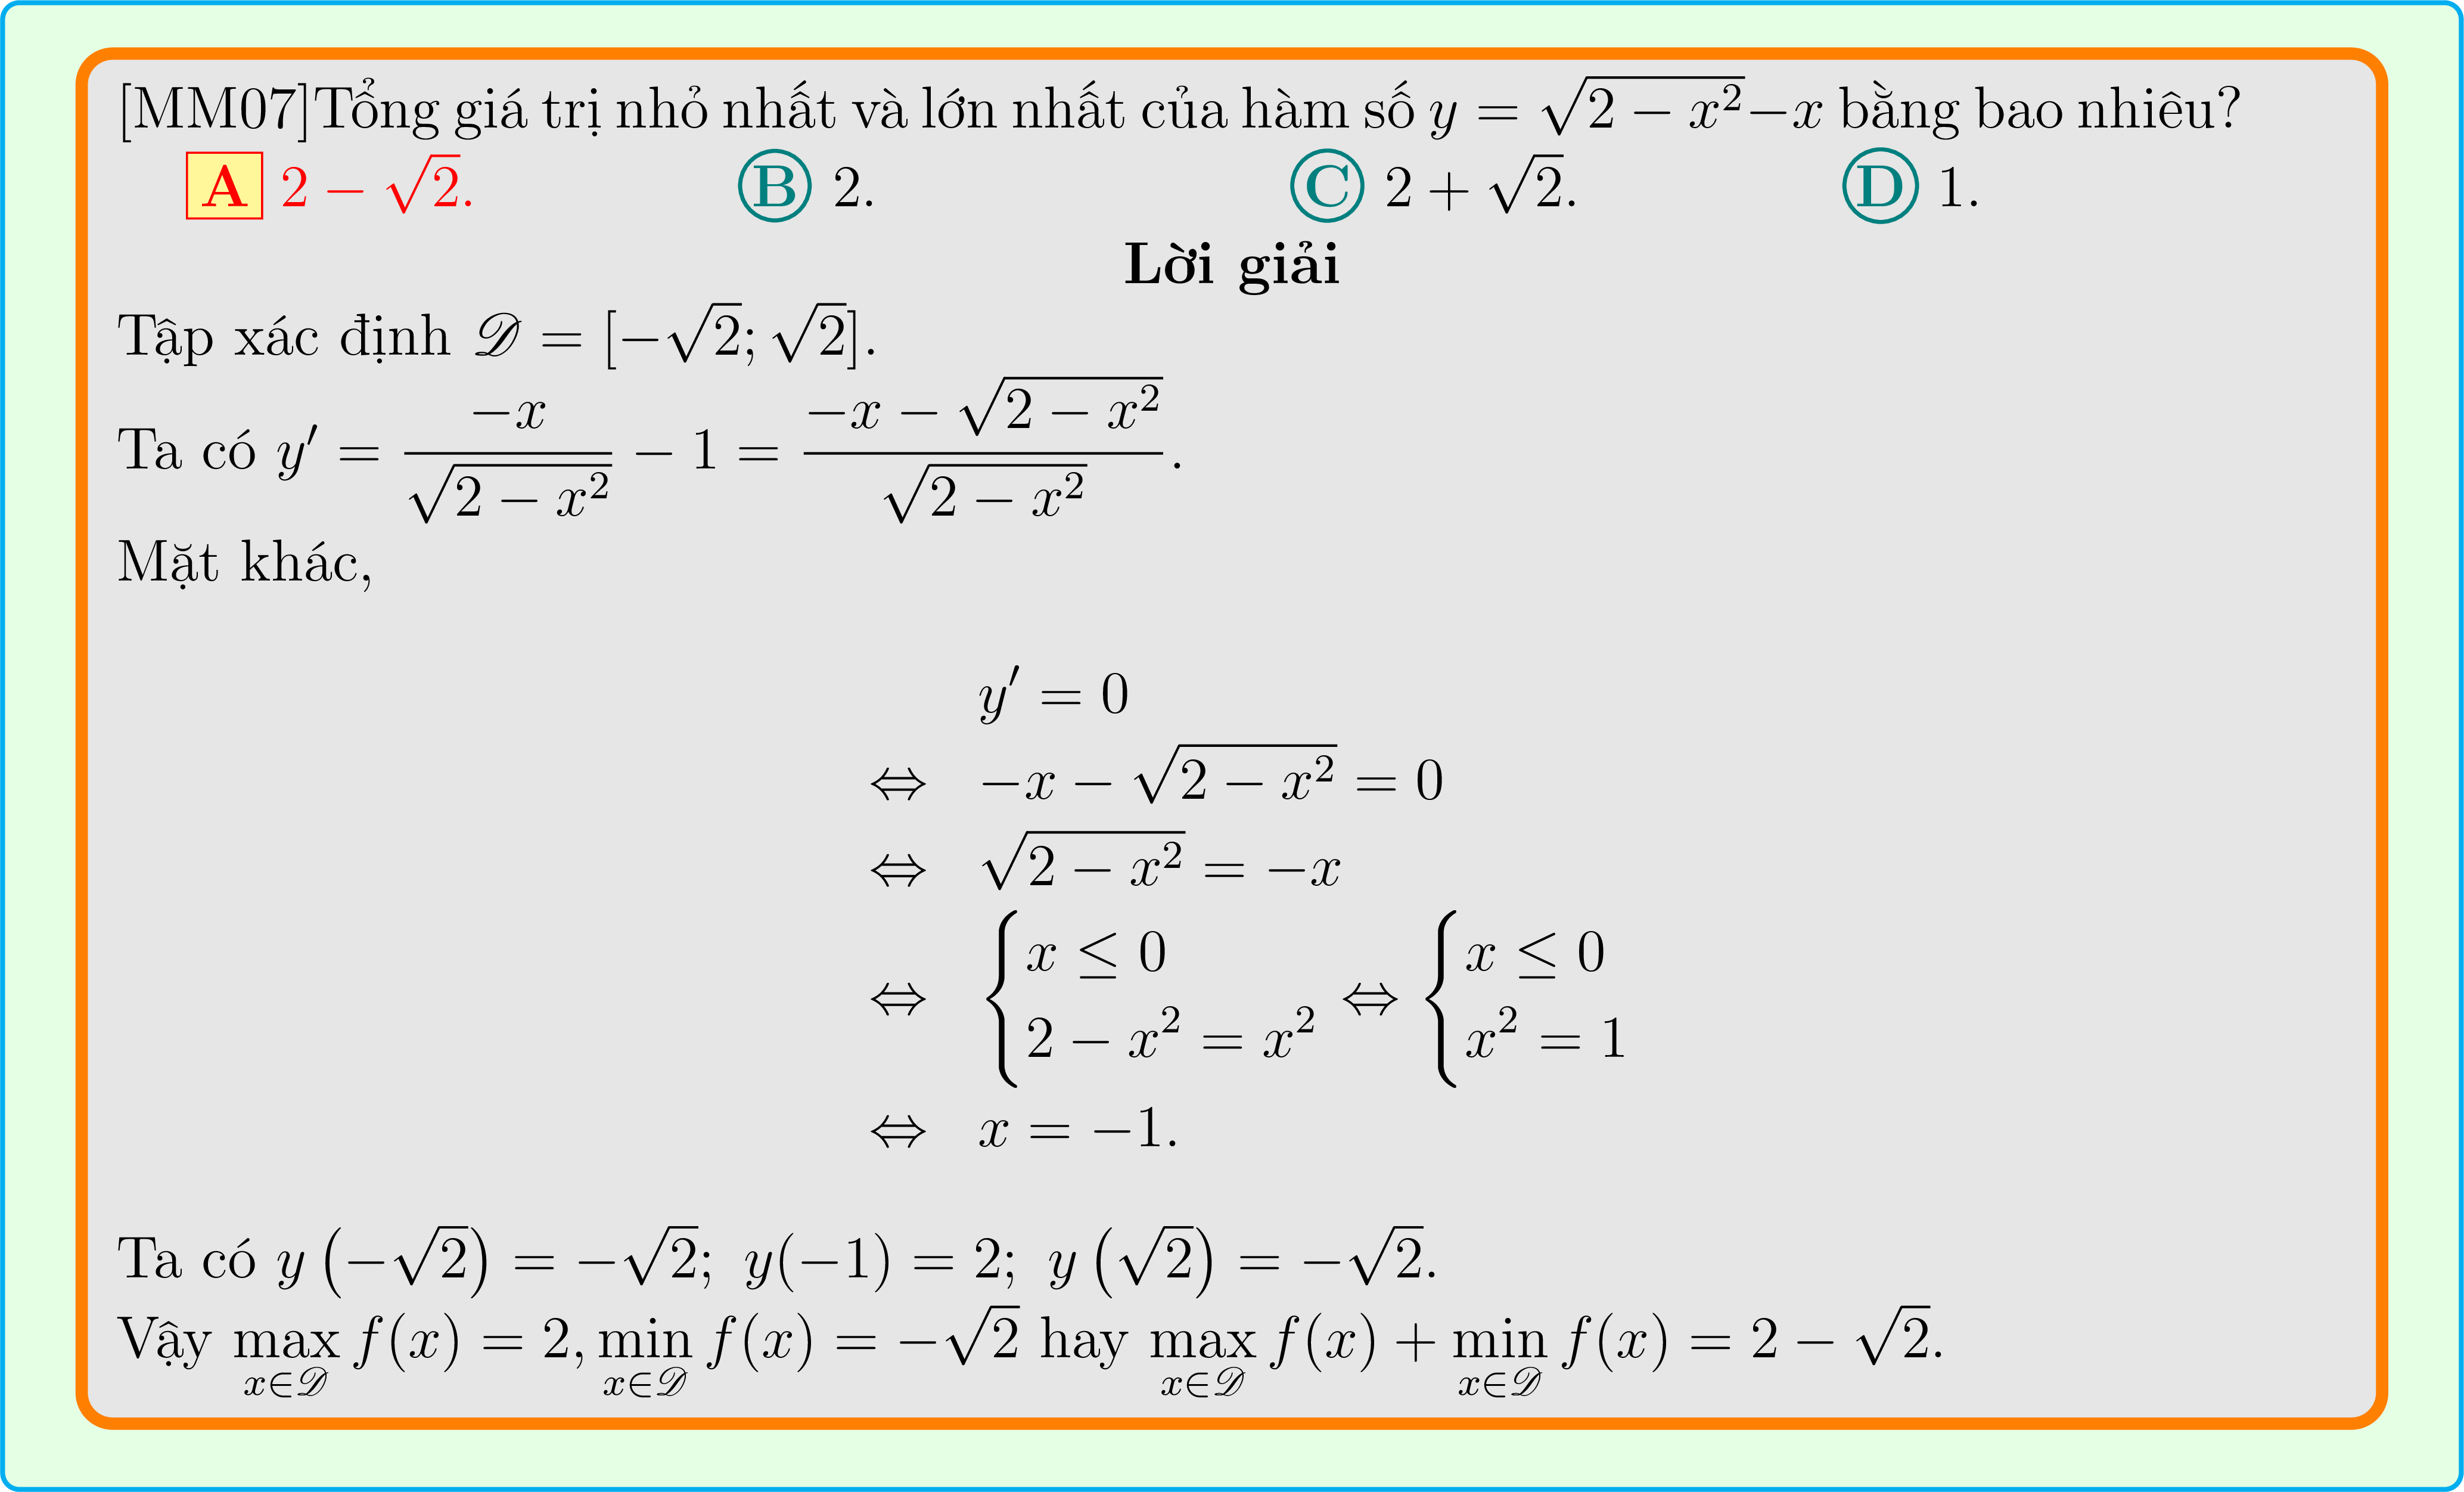 [MM07]Tổng giá trị nhỏ nhất và lớn nhất của hàm số $y = \sqrt{2 - x^2} - x$ bằng bao nhiêu?
A $2 - \sqrt{2}$. B $2$. C $2 + \sqrt{2}$. D $1$.
Lời giải
Tập xác định $\mathscr{D} = [-\sqrt{2}; \sqrt{2}]$.
Ta có $y' = \dfrac{-x}{\sqrt{2 - x^2}} - 1 = \dfrac{-x - \sqrt{2 - x^2}}{\sqrt{2 - x^2}}$.
Mặt khác,
$y' = 0$
$\Leftrightarrow -x - \sqrt{2 - x^2} = 0$
$\Leftrightarrow \sqrt{2 - x^2} = -x$
$\Leftrightarrow \begin{cases} x \leq 0 \\ 2 - x^2 = x^2 \end{cases} \Leftrightarrow \begin{cases} x \leq 0 \\ x^2 = 1 \end{cases}$
$\Leftrightarrow x = -1.$
Ta có $y\left(-\sqrt{2}\right) = -\sqrt{2};\ y(-1) = 2;\ y\left(\sqrt{2}\right) = -\sqrt{2}$.
Vậy $\max\limits_{x \in \mathscr{D}} f(x) = 2, \min\limits_{x \in \mathscr{D}} f(x) = -\sqrt{2}$ hay $\max\limits_{x \in \mathscr{D}} f(x) + \min\limits_{x \in \mathscr{D}} f(x) = 2 - \sqrt{2}$.